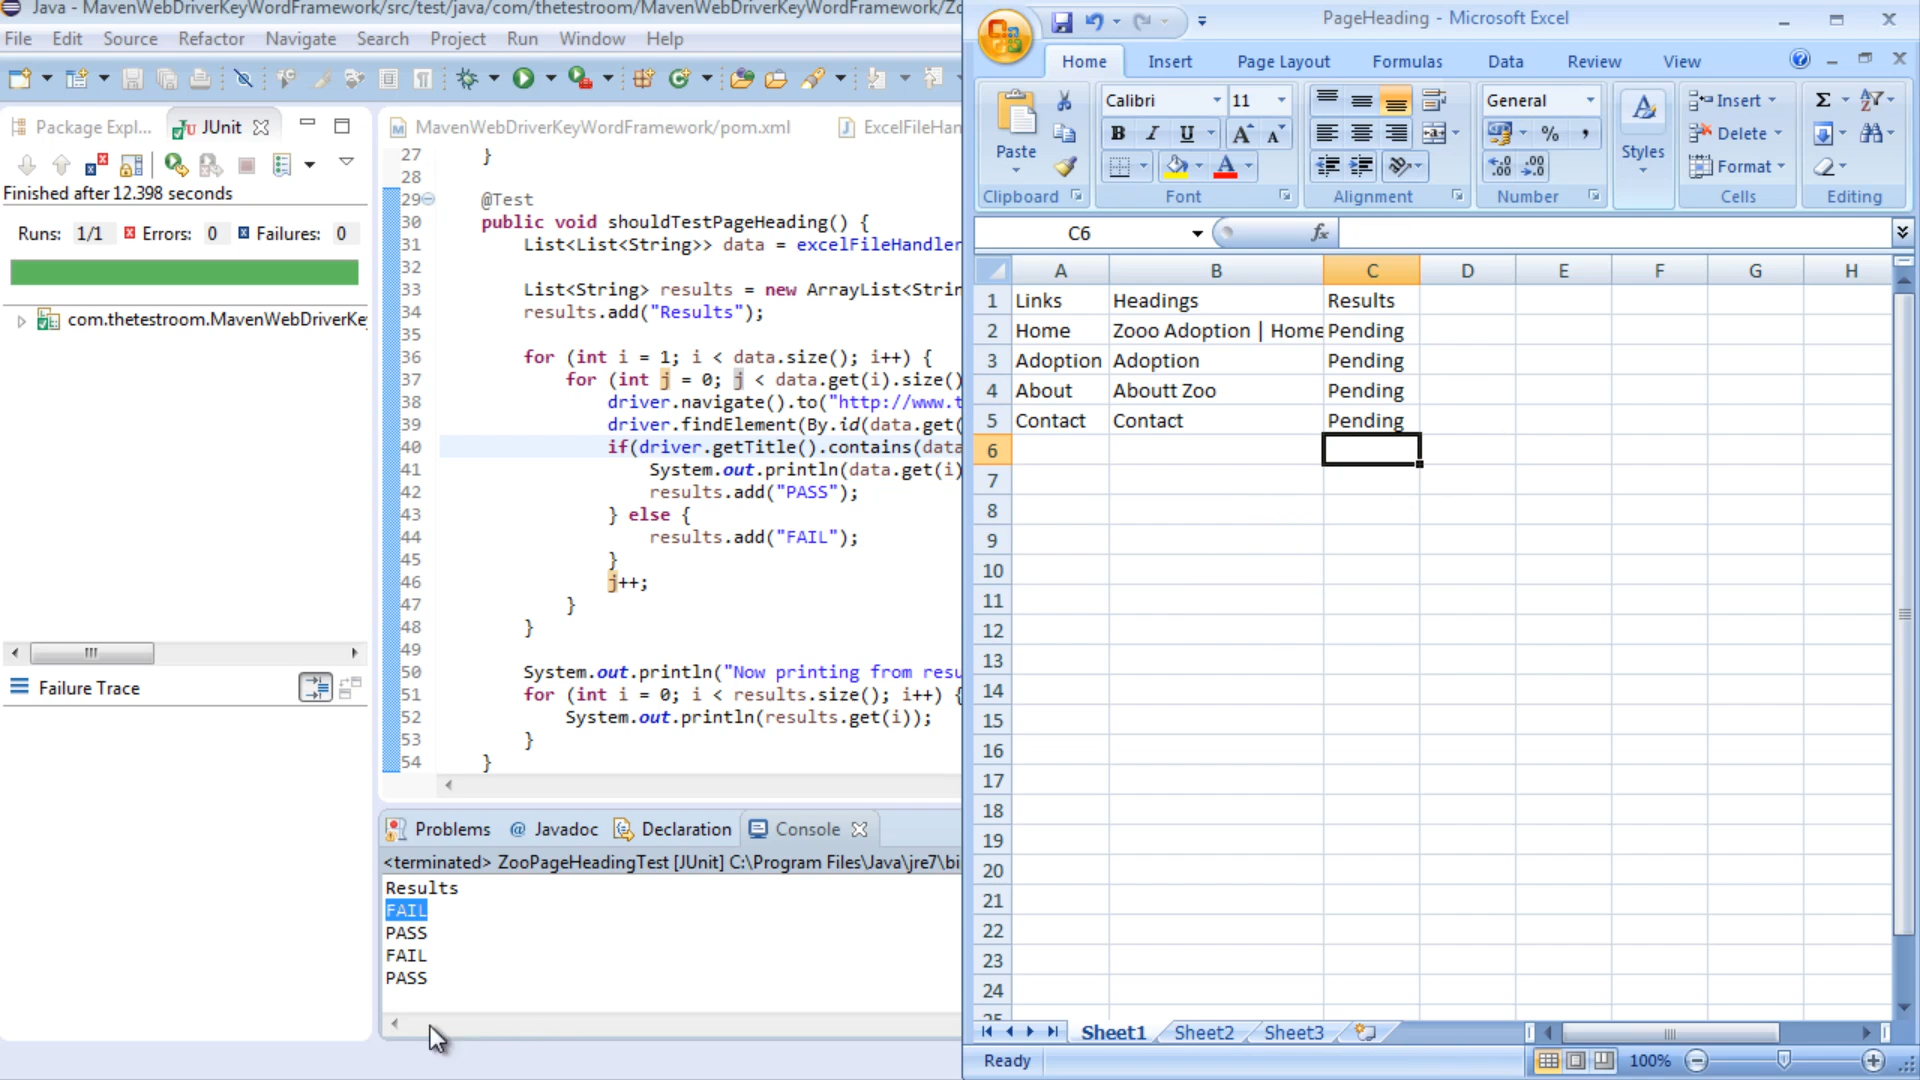 Java - MavenWebDriverKeyWordFramework/src/test/java/com/thetestroom/MavenWebDriverKeyWordFramework/Zo
File Edit Source Refactor Navigate Search Project Run Window Help
Package Expl... JUnit
Finished after 12.398 seconds
Runs: 1/1 Errors: 0 Failures: 0
com.thetestroom.MavenWebDriverKe
Failure Trace
MavenWebDriverKeyWordFramework/pom.xml ExcelFileHan
27 }
28
29 @Test
30 public void shouldTestPageHeading() {
31 List<List<String>> data = excelFileHandler
32
33 List<String> results = new ArrayList<Strin
34 results.add("Results");
35
36 for (int i = 1; i < data.size(); i++) {
37 for (int j = 0; j < data.get(i).size()
38 driver.navigate().to("http://www.t
39 driver.findElement(By.id(data.get(
40 if(driver.getTitle().contains(data
41 System.out.println(data.get(i)
42 results.add("PASS");
43 } else {
44 results.add("FAIL");
45 }
46 j++;
47 }
48 }
49
50 System.out.println("Now printing from resu
51 for (int i = 0; i < results.size(); i++) {
52 System.out.println(results.get(i));
53 }
54 }
Problems @ Javadoc Declaration Console
<terminated> ZooPageHeadingTest [JUnit] C:\Program Files\Java\jre7\bi
Results
FAIL
PASS
FAIL
PASS
PageHeading - Microsoft Excel
Home Insert Page Layout Formulas Data Review View
Paste
Clipboard
Calibri 11
B I U A A
A
Font
Alignment
General
% ,
Number
Styles
Insert
Delete
Format
Cells
Σ
Editing
C6 fx
A B C D E F G H
1 Links Headings Results
2 Home Zooo Adoption | Home Pending
3 Adoption Adoption Pending
4 About Aboutt Zoo Pending
5 Contact Contact Pending
6
7
8
9
10
11
12
13
14
15
16
17
18
19
20
21
22
23
24
25
Sheet1 Sheet2 Sheet3
Ready 100%